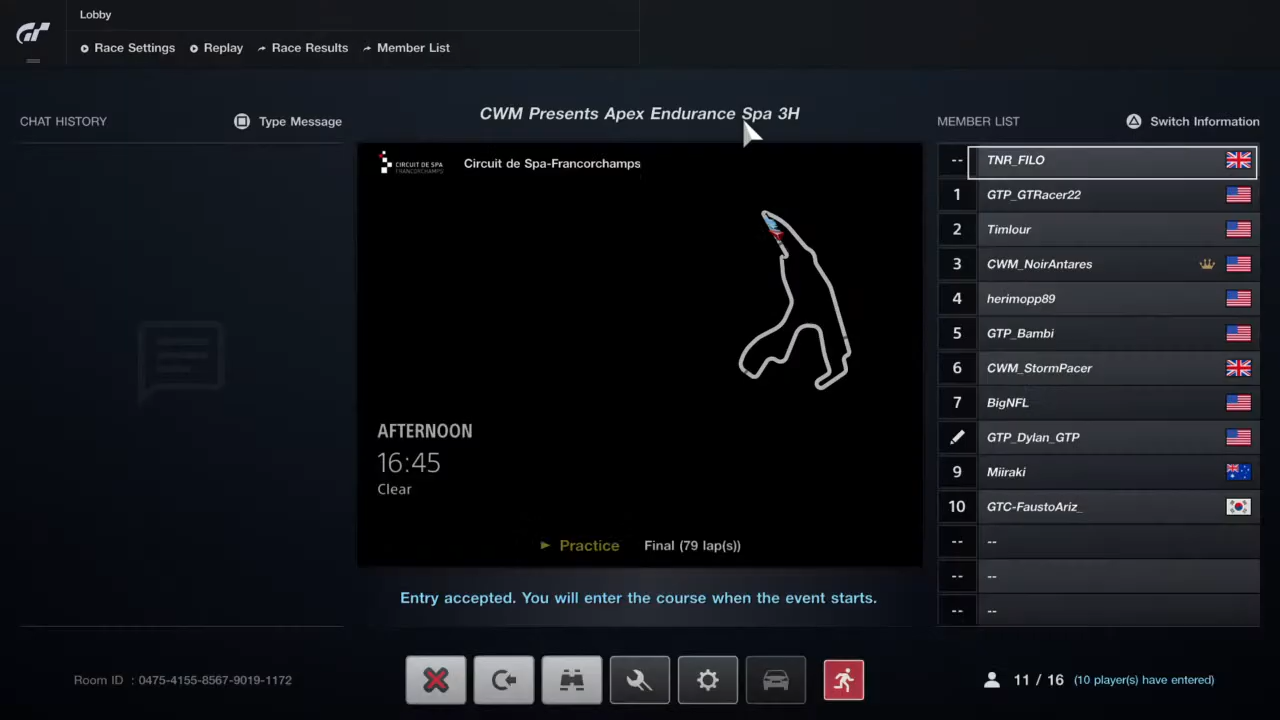 Lobby
Race Settings
Replay
Race Results
Member List
CHAT HISTORY
Type Message
CWM Presents Apex Endurance Spa 3H
CIRCUIT DE SPA
FRANCORCHAMPS
Circuit de Spa-Francorchamps
AFTERNOON
16:45
Clear
Practice
Final (79 lap(s))
Entry accepted. You will enter the course when the event starts.
MEMBER LIST
Switch Information
-- TNR_FILO
1 GTP_GTRacer22
2 Timlour
3 CWM_NoirAntares
4 herimopp89
5 GTP_Bambi
6 CWM_StormPacer
7 BigNFL
GTP_Dylan_GTP
9 Miiraki
10 GTC-FaustoAriz_
-- --
-- --
-- --
Room ID : 0475-4155-8567-9019-1172
11 / 16 (10 player(s) have entered)